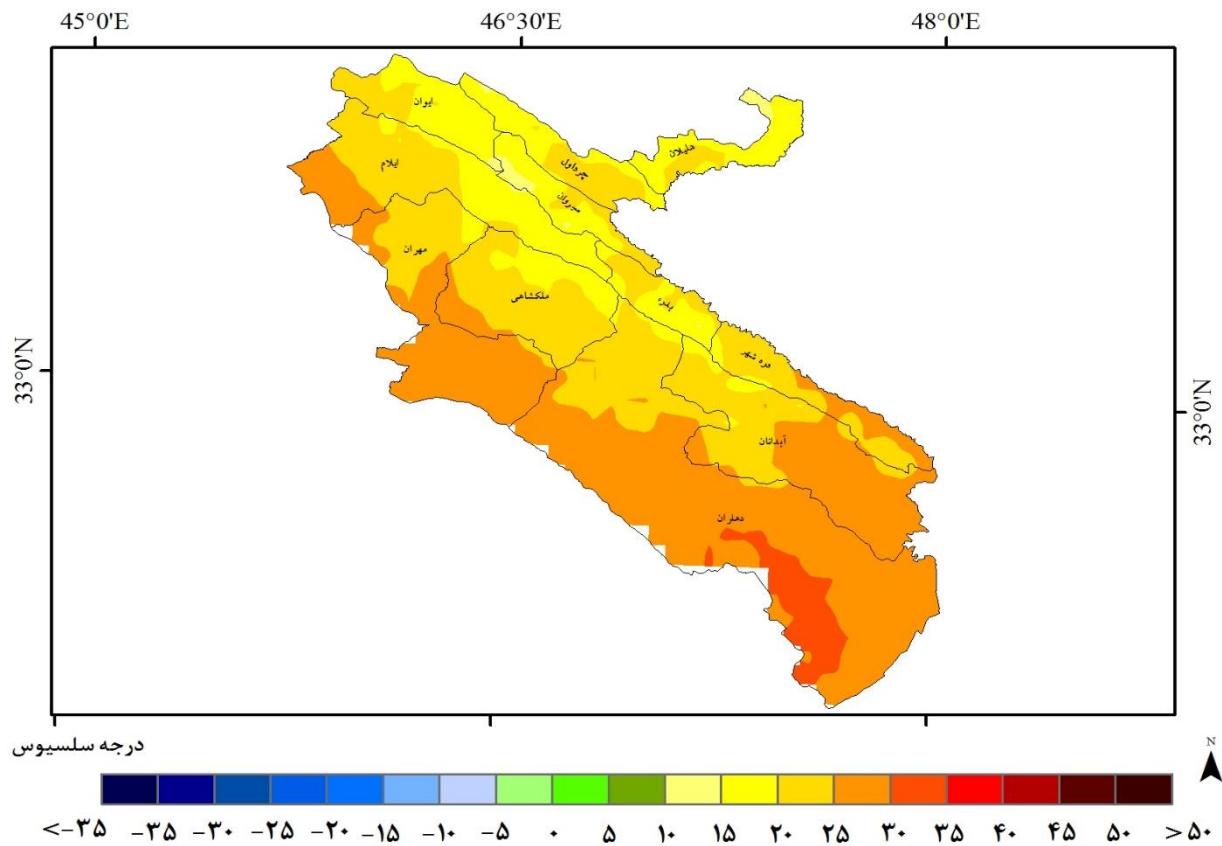 45°0'E 46°30'E 48°0'E
ایوان
هلیلان
چرداول
ایلام
سیروان
مهران
ملکشاهی
بدره
دره شهر
33°0'N
33°0'N
آبدانان
دهلران
درجه سلسیوس
N
<-۳۵ -۳۵ -۳۰ -۲۵ -۲۰ -۱۵ -۱۰ -۵ ۰ ۵ ۱۰ ۱۵ ۲۰ ۲۵ ۳۰ ۳۵ ۴۰ ۴۵ ۵۰ >۵۰